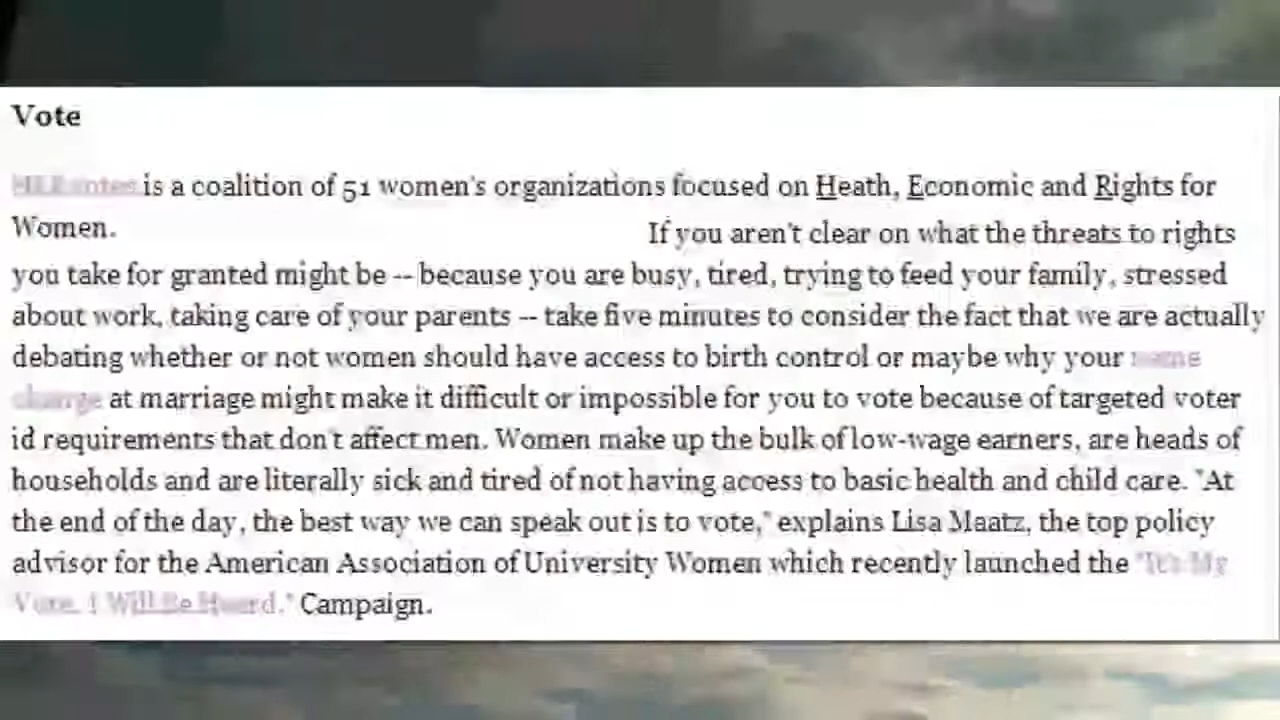 Vote
is a coalition of 51 women's organizations focused on Heath, Economic and Rights for
Women. If you aren't clear on what the threats to rights
you take for granted might be -- because you are busy, tired, trying to feed your family, stressed
about work, taking care of your parents -- take five minutes to consider the fact that we are actually
debating whether or not women should have access to birth control or maybe why your name
change at marriage might make it difficult or impossible for you to vote because of targeted voter
id requirements that don't affect men. Women make up the bulk of low-wage earners, are heads of
households and are literally sick and tired of not having access to basic health and child care. "At
the end of the day, the best way we can speak out is to vote," explains Lisa Maatz, the top policy
advisor for the American Association of University Women which recently launched the "It's My
Vote. I Will Be Heard." Campaign.